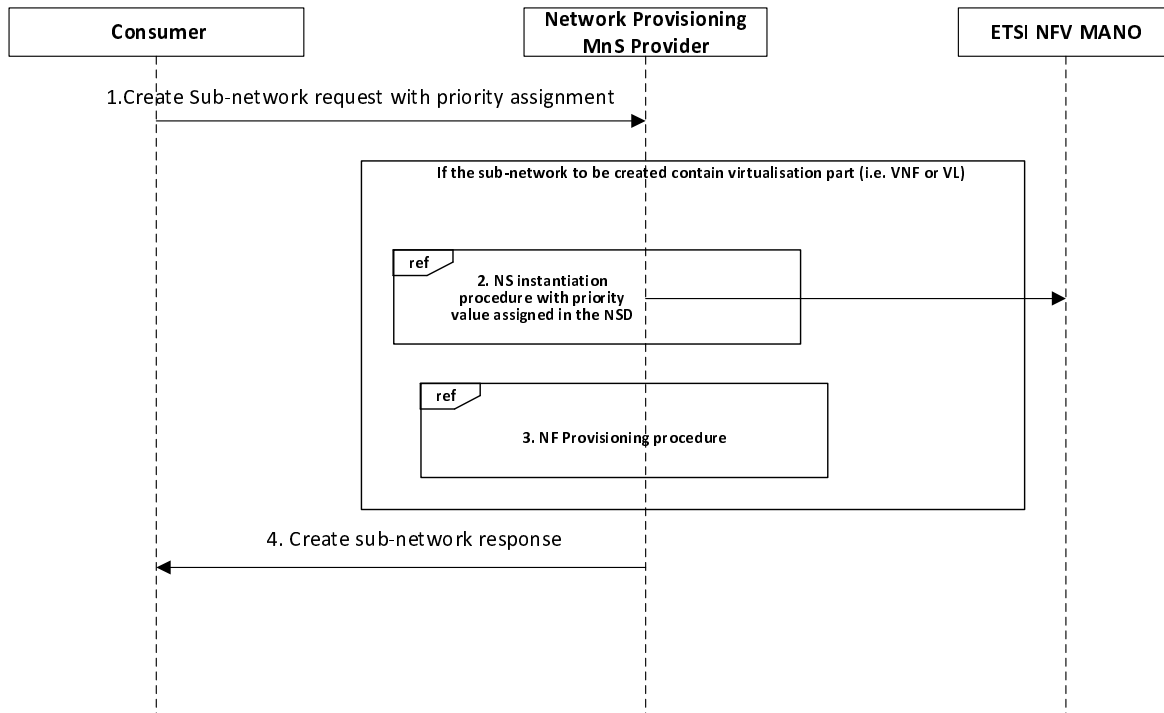 Consumer
Network Provisioning
MnS Provider
ETSI NFV MANO
1.Create Sub-network request with priority assignment
If the sub-network to be created contain virtualisation part (i.e. VNF or VL)
ref
2. NS instantiation
procedure with priority
value assigned in the NSD
ref
3. NF Provisioning procedure
4. Create sub-network response